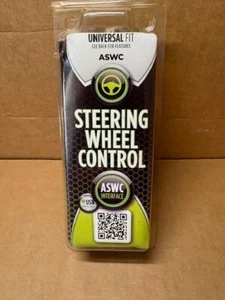 UNIVERSAL FIT
SEE BACK FOR FEATURES
ASWC
STEERING
WHEEL
CONTROL
ASWC
INTERFACE
USB